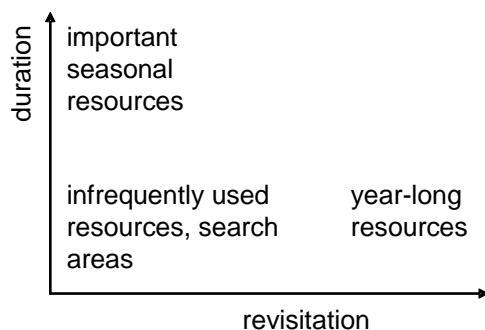 duration
important
seasonal
resources
infrequently used
resources, search
areas
year-long
resources
revisitation